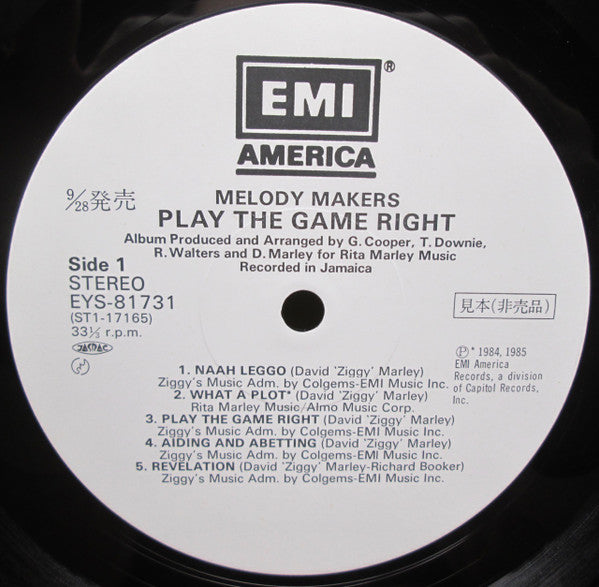 EMI
®
AMERICA
9/28発売
MELODY MAKERS
PLAY THE GAME RIGHT
Album Produced and Arranged by G. Cooper, T. Downie,
R. Walters and D. Marley for Rita Marley Music
Recorded in Jamaica
Side 1
STEREO
EYS-81731
(ST1-17165)
33⅓ r.p.m.
JASRAC
見本(非売品)
℗*1984, 1985
EMI America
Records, a division
of Capitol Records,
Inc.
1. NAAH LEGGO (David 'Ziggy' Marley)
Ziggy's Music Adm. by Colgems-EMI Music Inc.
2. WHAT A PLOT* (David 'Ziggy' Marley)
Rita Marley Music/Almo Music Corp.
3. PLAY THE GAME RIGHT (David 'Ziggy' Marley)
Ziggy's Music Adm. by Colgems-EMI Music Inc.
4. AIDING AND ABETTING (David 'Ziggy' Marley)
Ziggy's Music Adm. by Colgems-EMI Music Inc.
5. REVELATION (David 'Ziggy' Marley-Richard Booker)
Ziggy's Music Adm. by Colgems-EMI Music Inc.